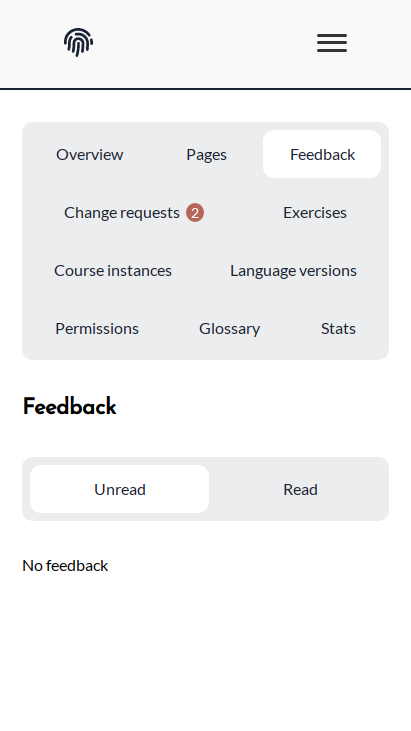 Overview Pages Feedback
Change requests 2 Exercises
Course instances Language versions
Permissions Glossary Stats
Feedback
Unread Read
No feedback